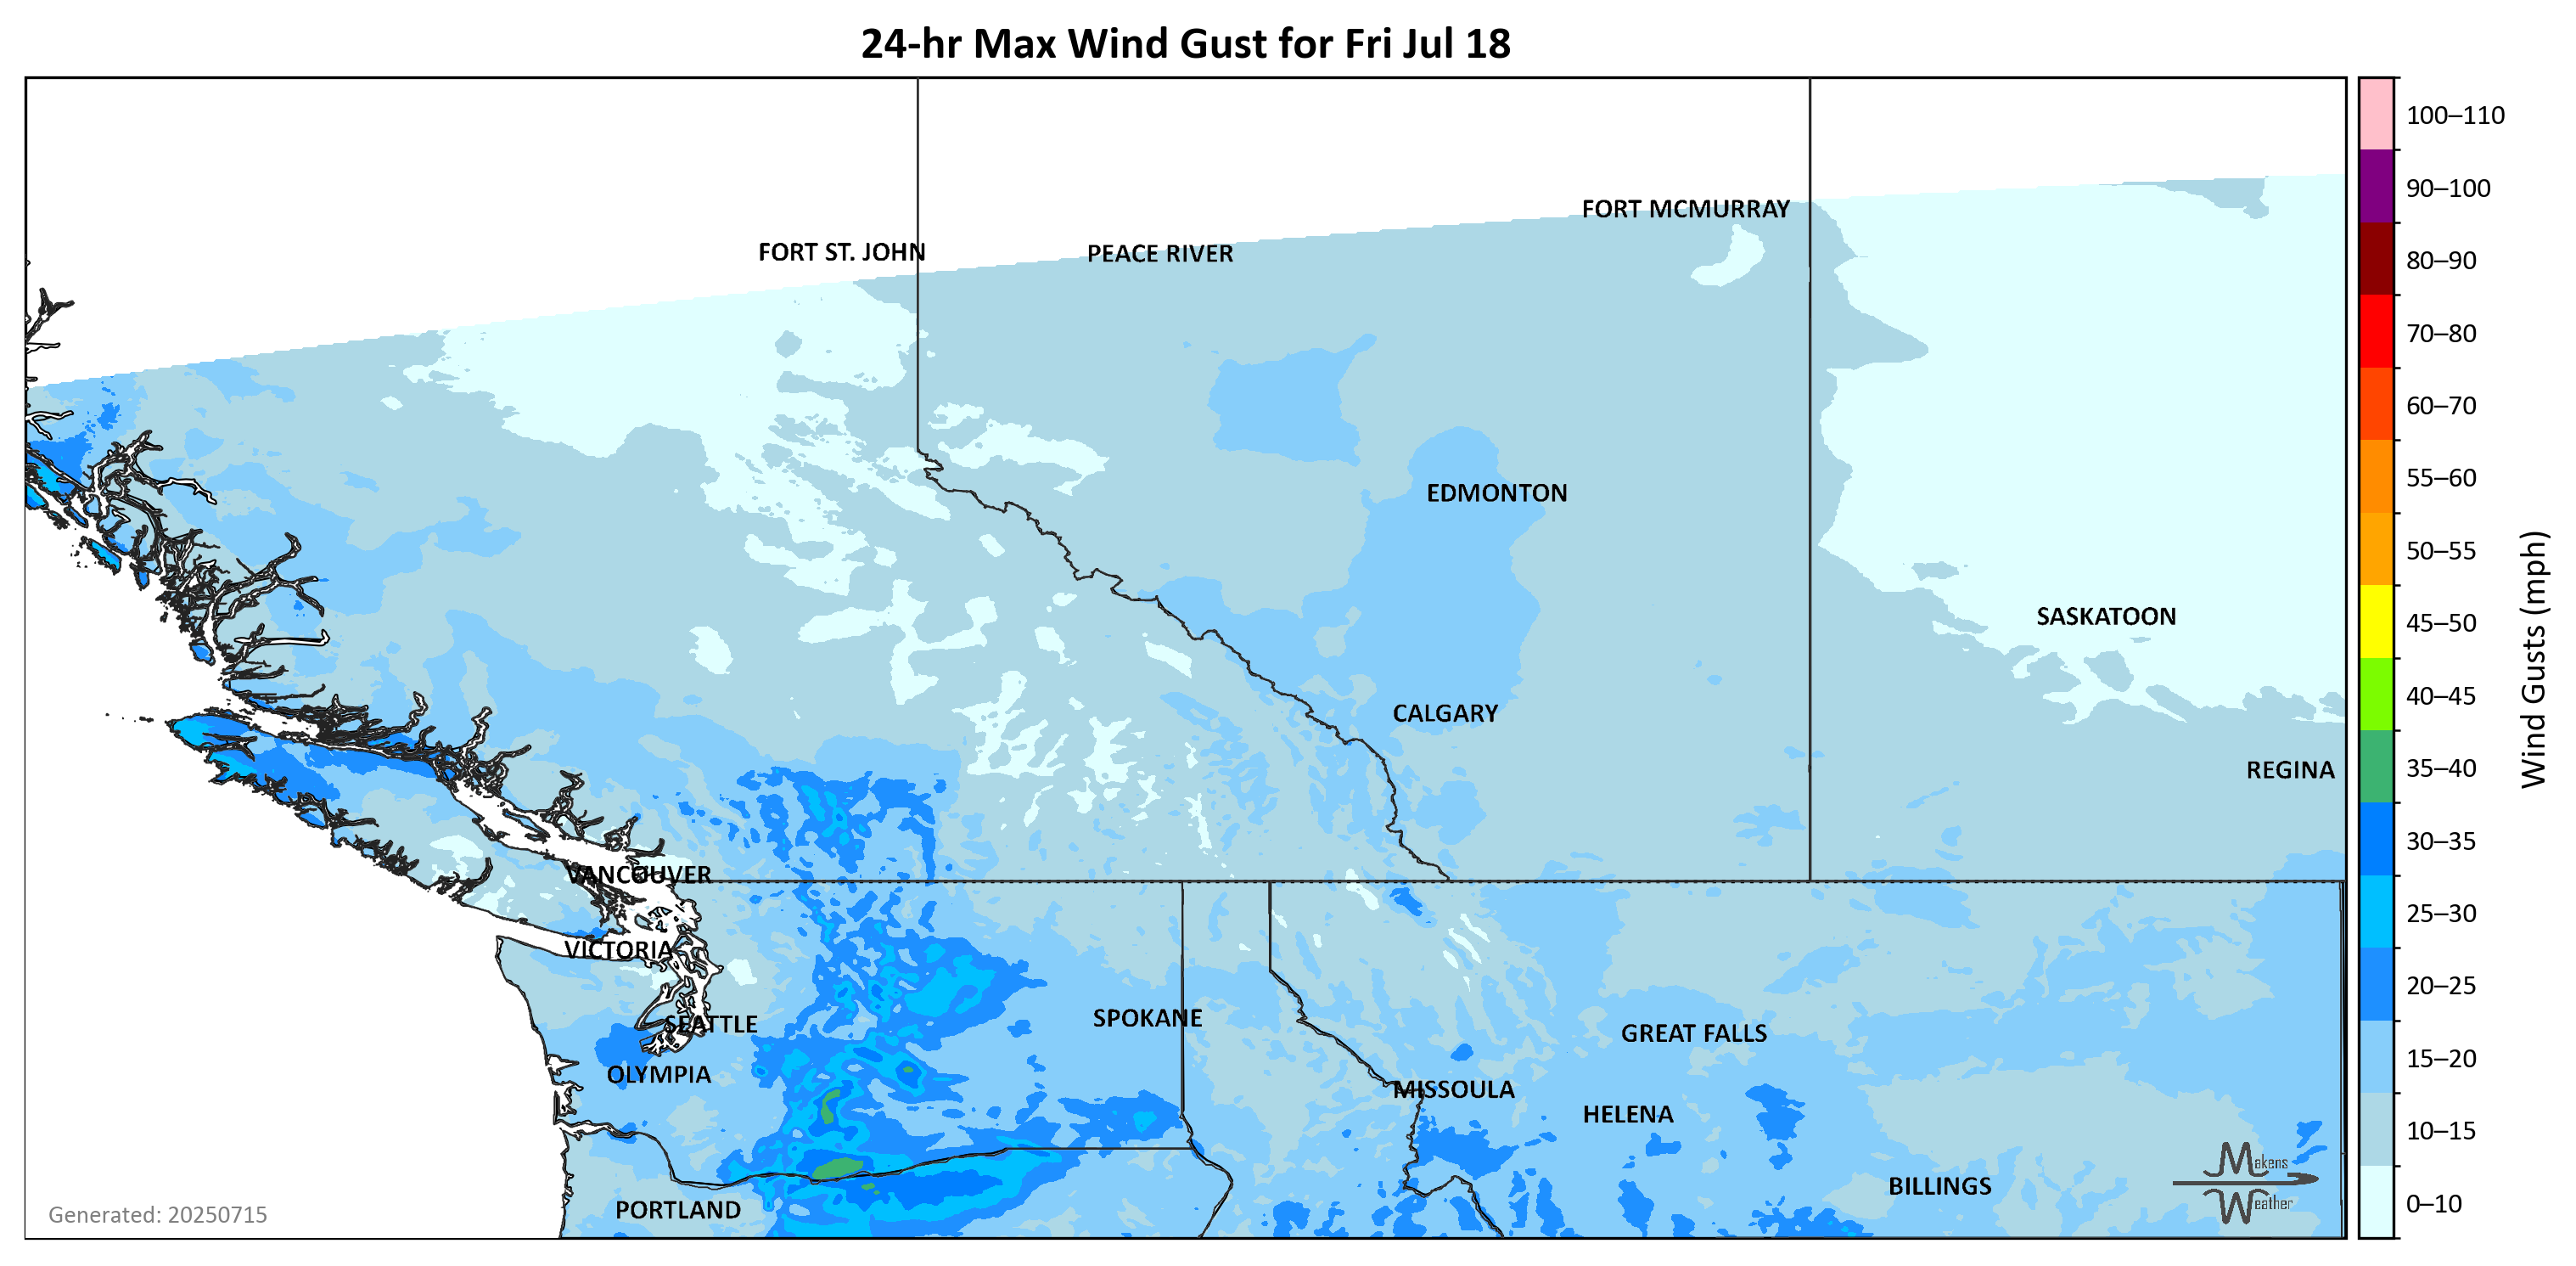 24-hr Max Wind Gust for Fri Jul 18
100–110
90–100
80–90
70–80
60–70
55–60
50–55
45–50
40–45
35–40
30–35
25–30
20–25
15–20
10–15
0–10
Wind Gusts (mph)
FORT MCMURRAY
FORT ST. JOHN
PEACE RIVER
EDMONTON
SASKATOON
CALGARY
REGINA
VANCOUVER
VICTORIA
SEATTLE
SPOKANE
GREAT FALLS
OLYMPIA
MISSOULA
HELENA
BILLINGS
PORTLAND
Makens
Weather
Generated: 20250715